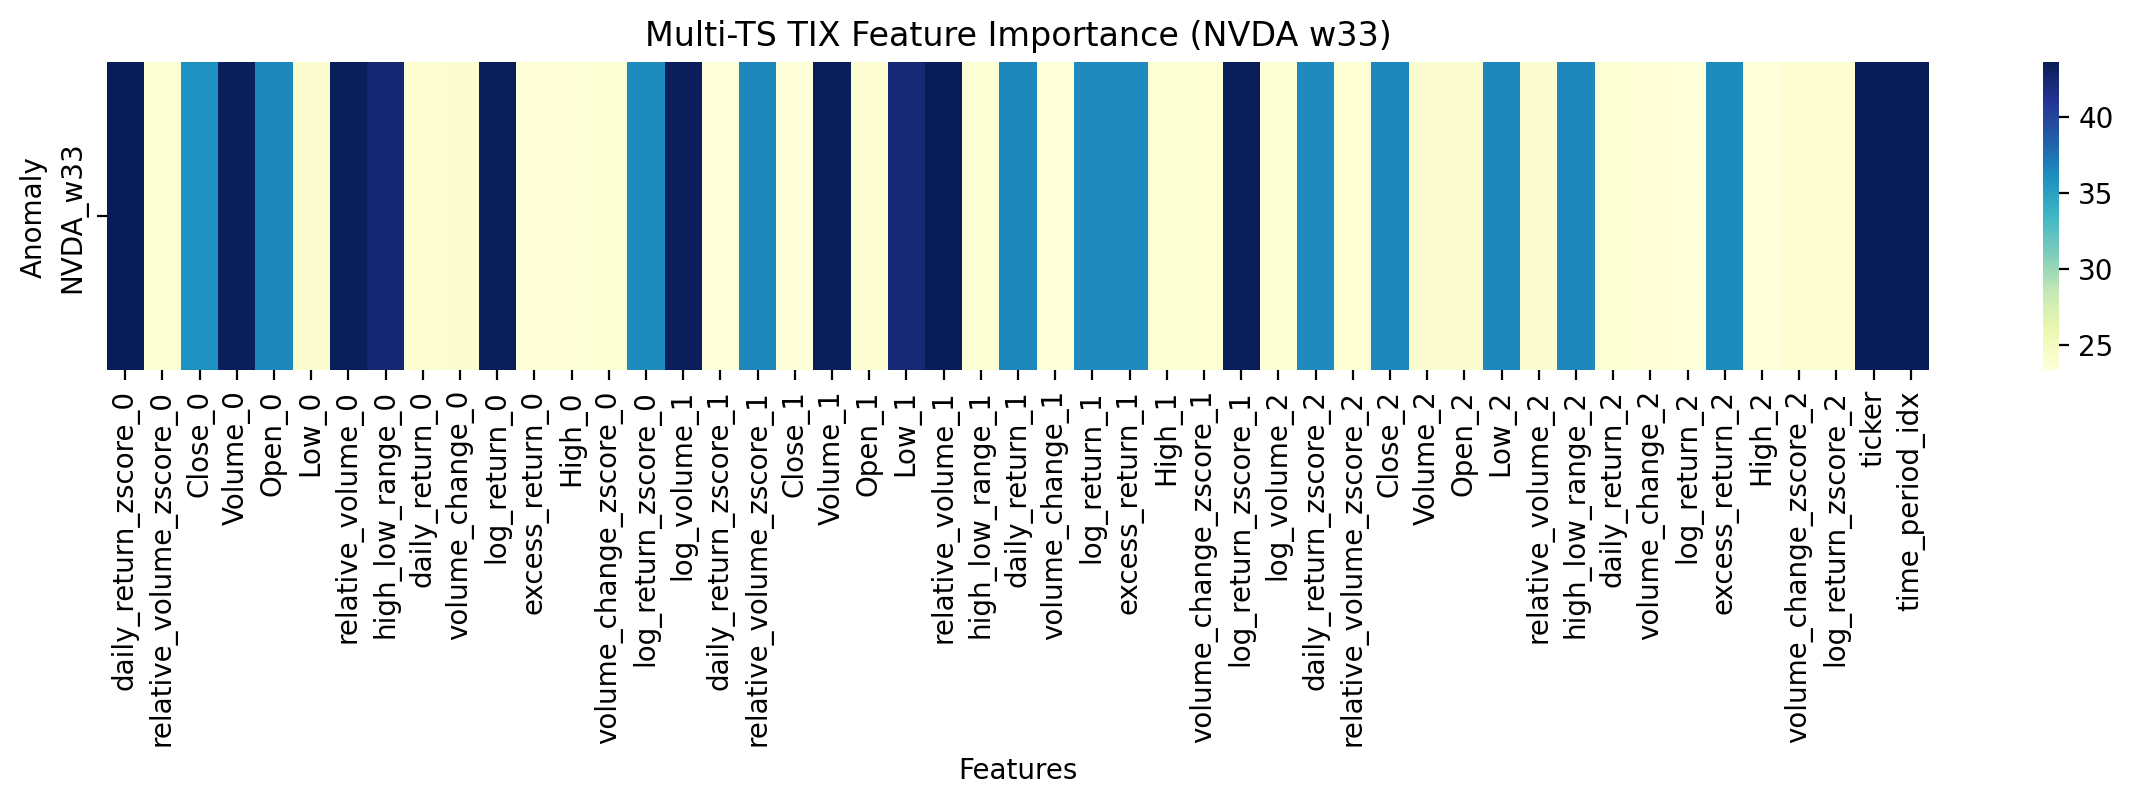 Multi-TS TIX Feature Importance (NVDA w33)
Anomaly
NVDA_w33
40
35
30
25
daily_return_zscore_0
relative_volume_zscore_0
Close_0
Volume_0
Open_0
Low_0
relative_volume_0
high_low_range_0
daily_return_0
volume_change_0
log_return_0
excess_return_0
High_0
volume_change_zscore_0
log_return_zscore_0
log_volume_1
daily_return_zscore_1
relative_volume_zscore_1
Close_1
Volume_1
Open_1
Low_1
relative_volume_1
high_low_range_1
daily_return_1
volume_change_1
log_return_1
excess_return_1
High_1
volume_change_zscore_1
log_return_zscore_1
log_volume_2
daily_return_zscore_2
relative_volume_zscore_2
Close_2
Volume_2
Open_2
Low_2
relative_volume_2
high_low_range_2
daily_return_2
volume_change_2
log_return_2
excess_return_2
High_2
volume_change_zscore_2
log_return_zscore_2
ticker
time_period_idx
Features